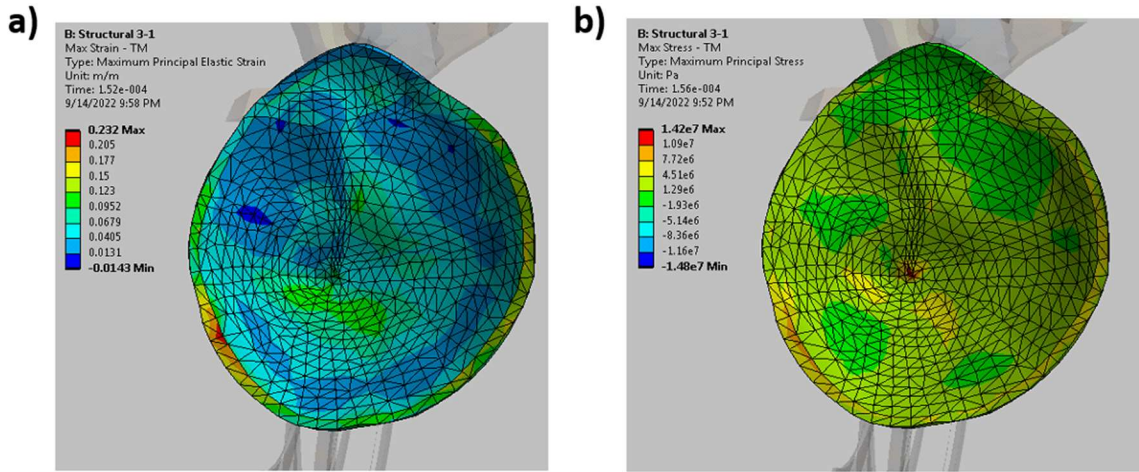 a)
B: Structural 3-1
Max Strain - TM
Type: Maximum Principal Elastic Strain
Unit: m/m
Time: 1.52e-004
9/14/2022 9:58 PM
0.232 Max
0.205
0.177
0.15
0.123
0.0952
0.0679
0.0405
0.0131
-0.0143 Min
b)
B: Structural 3-1
Max Stress - TM
Type: Maximum Principal Stress
Unit: Pa
Time: 1.56e-004
9/14/2022 9:52 PM
1.42e7 Max
1.09e7
7.72e6
4.51e6
1.29e6
-1.93e6
-5.14e6
-8.36e6
-1.16e7
-1.48e7 Min